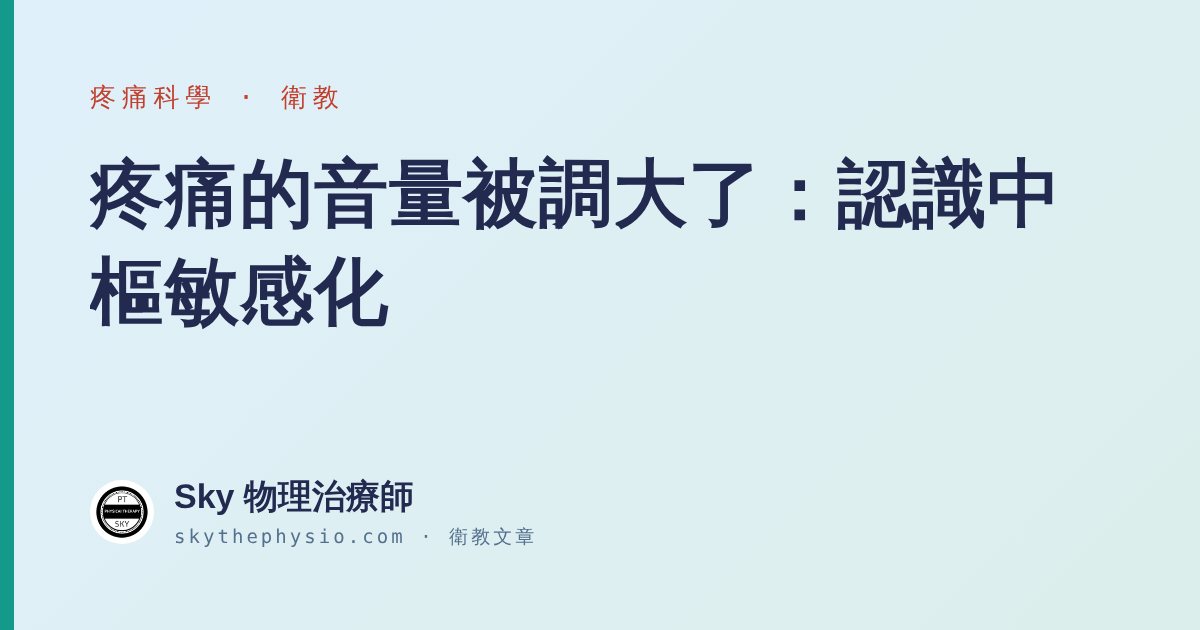 疼痛科學 · 衛教
疼痛的音量被調大了：認識中
樞敏感化
PT
PHYSICAL THERAPY
SKY
Sky 物理治療師
skythephysio.com · 衛教文章